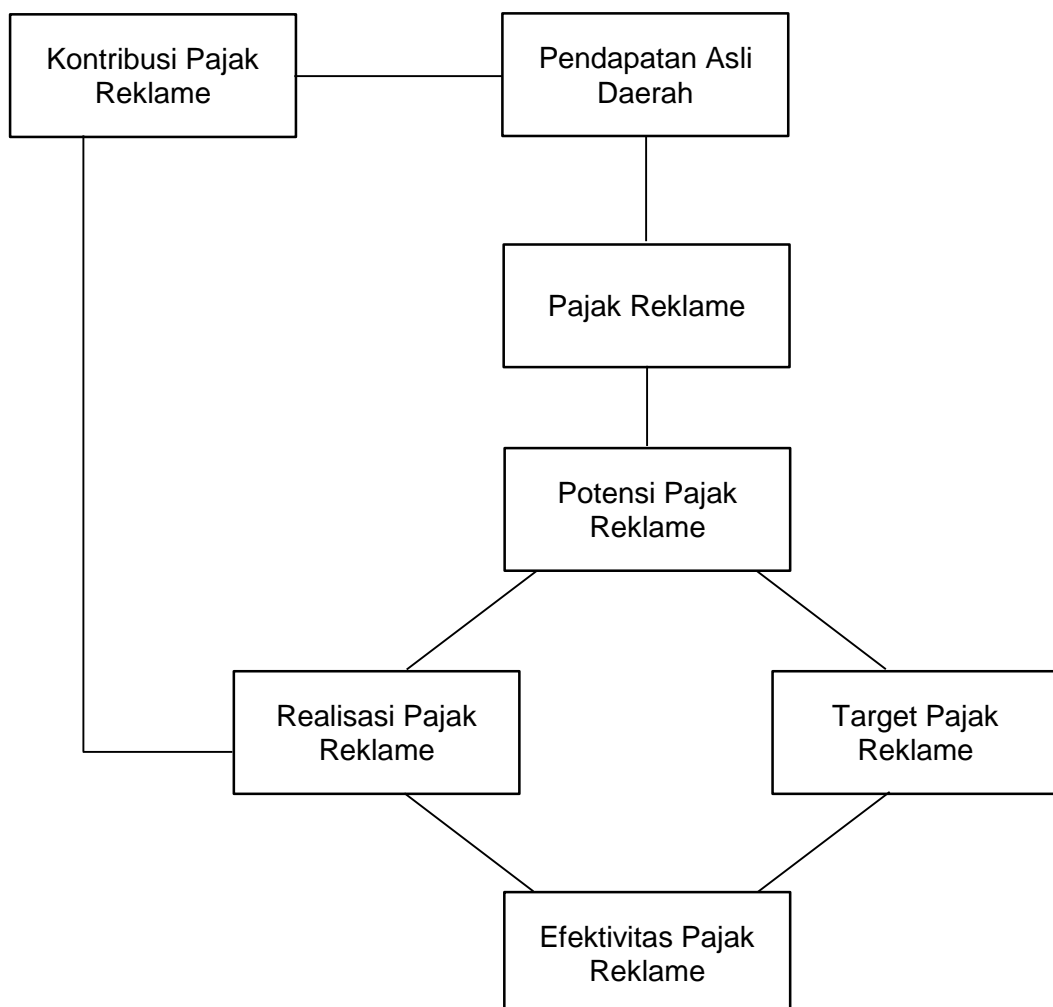 Kontribusi Pajak
Reklame
Pendapatan Asli
Daerah
Pajak Reklame
Potensi Pajak
Reklame
Realisasi Pajak
Reklame
Target Pajak
Reklame
Efektivitas Pajak
Reklame